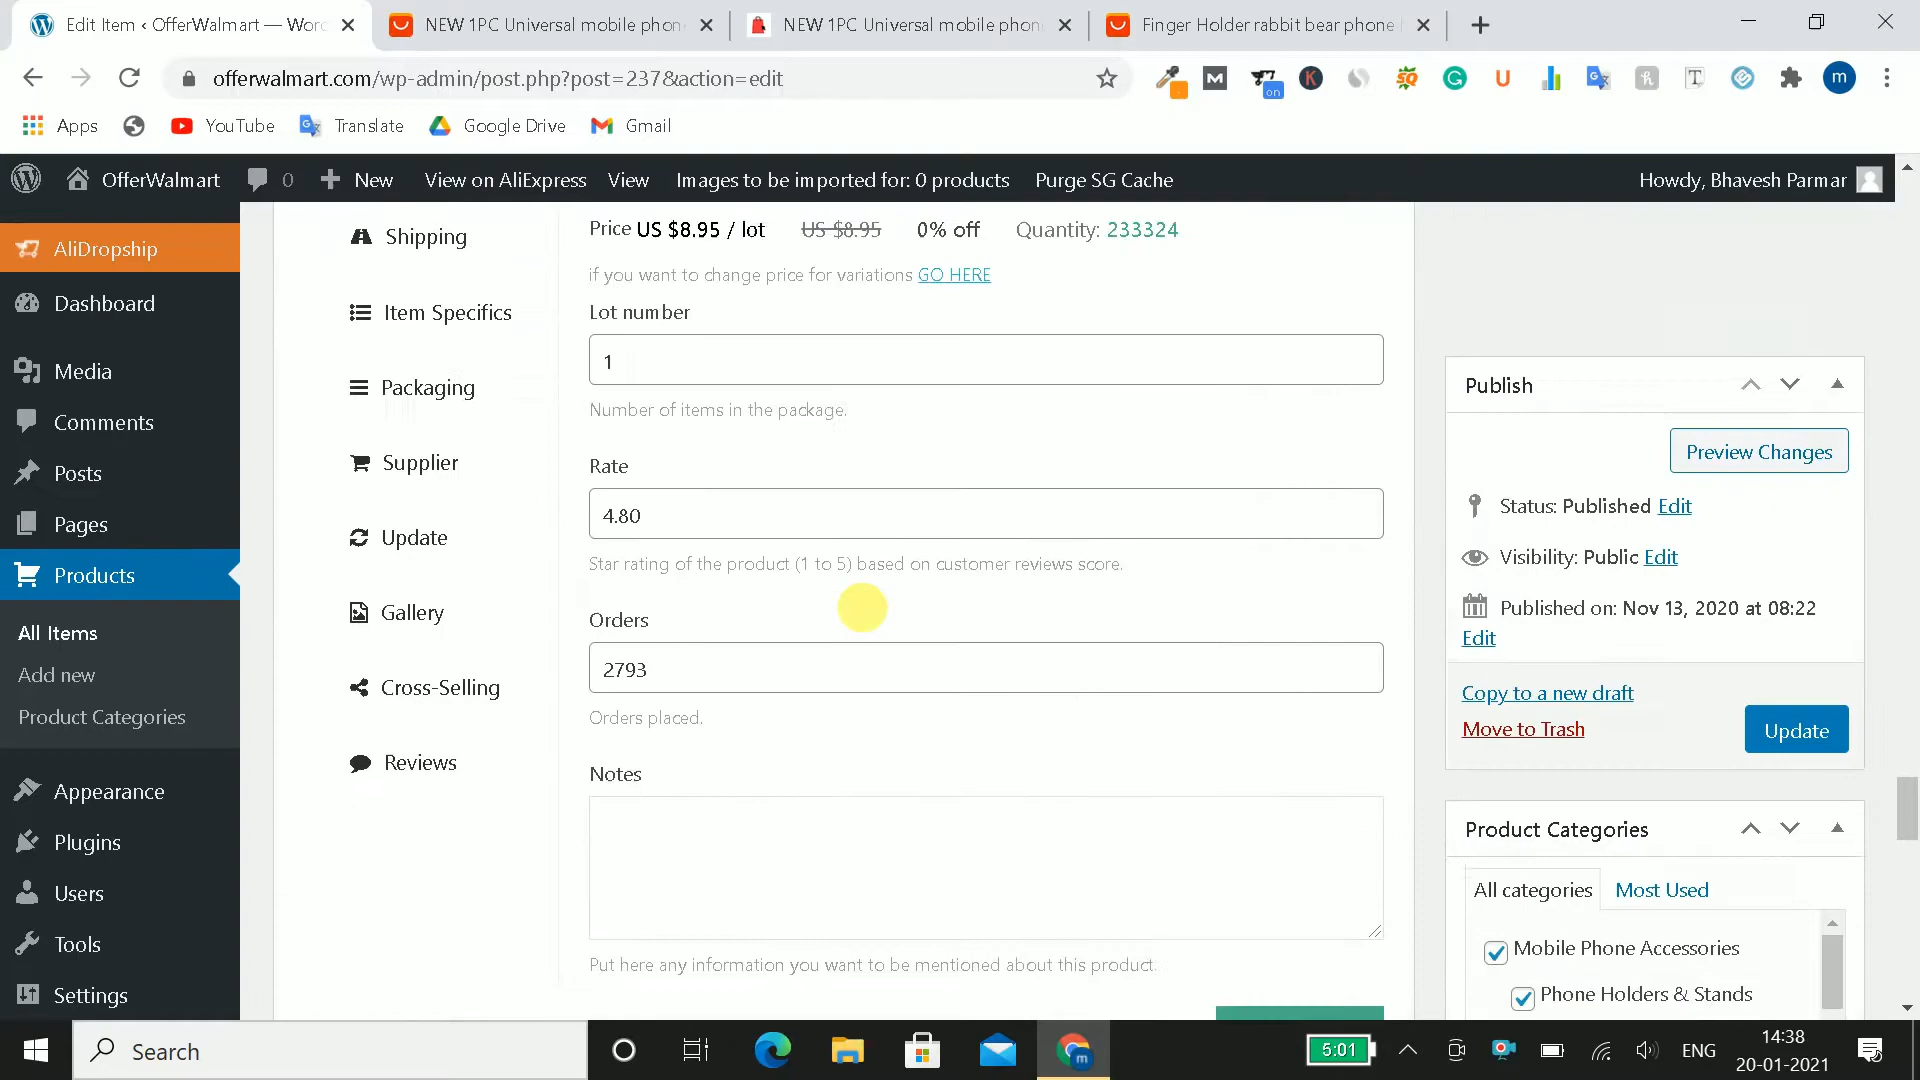 Edit Item ‹ OfferWalmart — Worc
NEW 1PC Universal mobile phon
NEW 1PC Universal mobile phon
Finger Holder rabbit bear phone
offerwalmart.com/wp-admin/post.php?post=237&action=edit
on
m
Apps
YouTube
Translate
Google Drive
Gmail
OfferWalmart
0
New
View on AliExpress
View
Images to be imported for: 0 products
Purge SG Cache
Howdy, Bhavesh Parmar
AliDropship
Dashboard
Media
Comments
Posts
Pages
Products
All Items
Add new
Product Categories
Appearance
Plugins
Users
Tools
Settings
Shipping
Item Specifics
Packaging
Supplier
Update
Gallery
Cross-Selling
Reviews
Price US $8.95 / lot US $8.95 0% off Quantity: 233324
if you want to change price for variations GO HERE
Lot number
1
Number of items in the package.
Rate
4.80
Star rating of the product (1 to 5) based on customer reviews score.
Orders
2793
Orders placed.
Notes
Put here any information you want to be mentioned about this product.
Publish
Preview Changes
Status: Published Edit
Visibility: Public Edit
Published on: Nov 13, 2020 at 08:22
Edit
Copy to a new draft
Move to Trash
Update
Product Categories
All categories
Most Used
Mobile Phone Accessories
Phone Holders & Stands
Search
5:01
ENG
14:38
20-01-2021